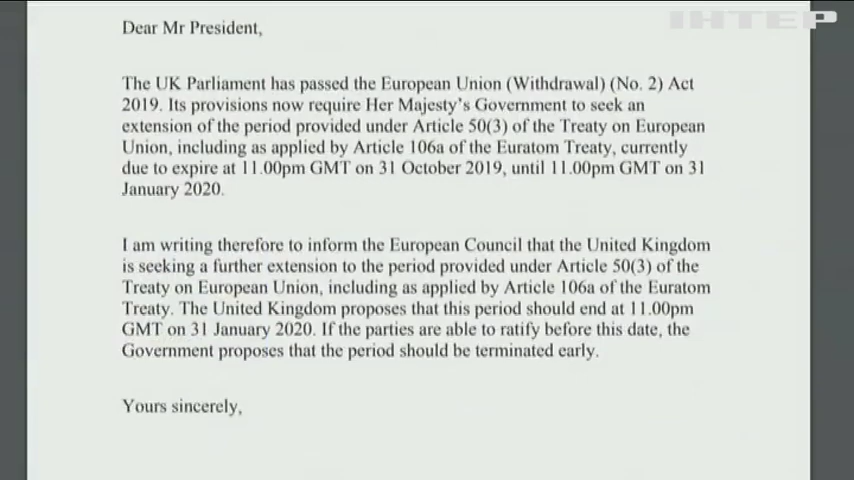 ІНТЕР
Dear Mr President,
The UK Parliament has passed the European Union (Withdrawal) (No. 2) Act
2019. Its provisions now require Her Majesty's Government to seek an
extension of the period provided under Article 50(3) of the Treaty on European
Union, including as applied by Article 106a of the Euratom Treaty, currently
due to expire at 11.00pm GMT on 31 October 2019, until 11.00pm GMT on 31
January 2020.
I am writing therefore to inform the European Council that the United Kingdom
is seeking a further extension to the period provided under Article 50(3) of the
Treaty on European Union, including as applied by Article 106a of the Euratom
Treaty. The United Kingdom proposes that this period should end at 11.00pm
GMT on 31 January 2020. If the parties are able to ratify before this date, the
Government proposes that the period should be terminated early.
Yours sincerely,